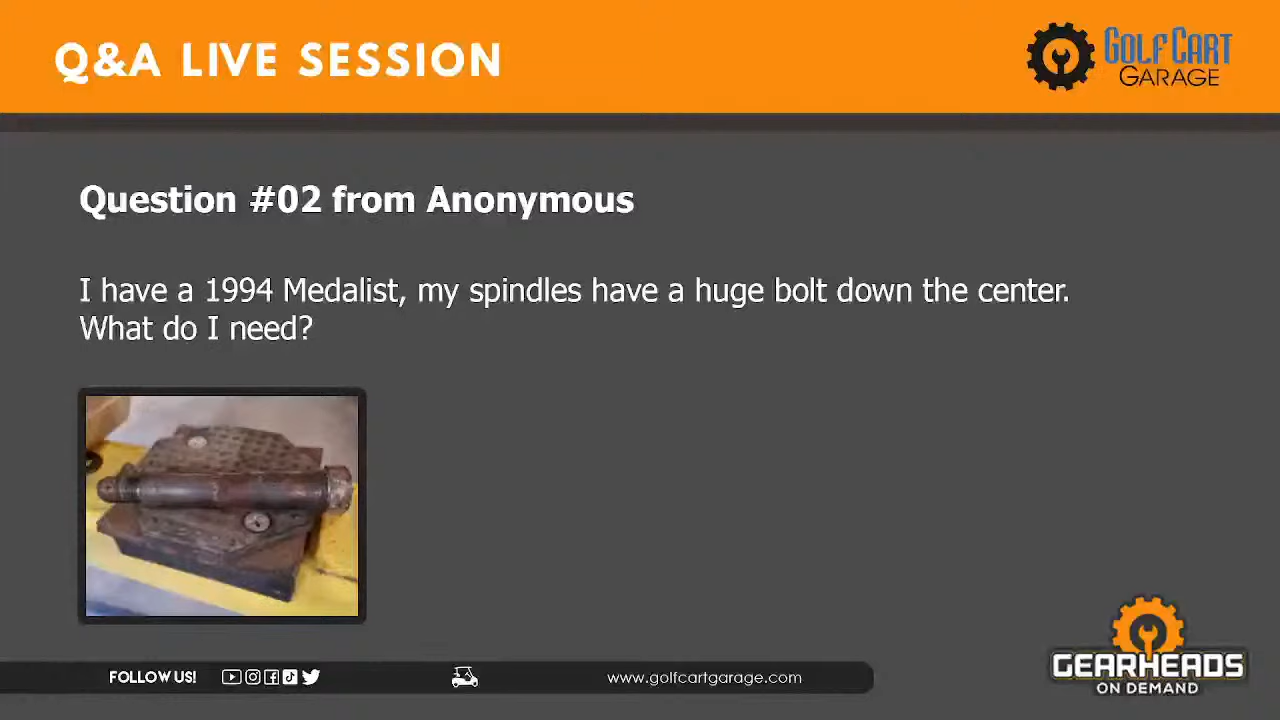 Q&A LIVE SESSION
GOLF CART
GARAGE
Question #02 from Anonymous
I have a 1994 Medalist, my spindles have a huge bolt down the center.
What do I need?
FOLLOW US!
www.golfcartgarage.com
GEARHEADS
ON DEMAND